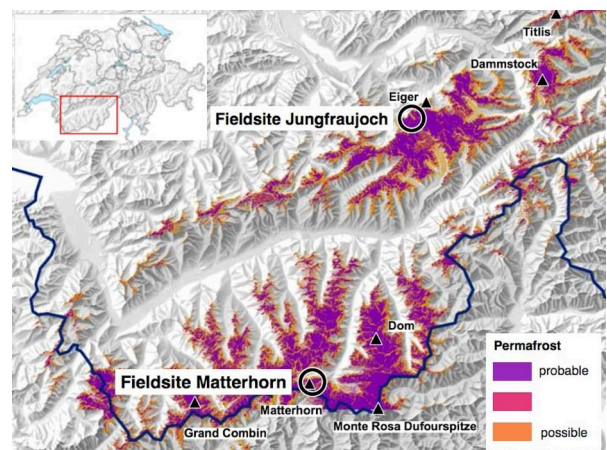 Titlis
Dammstock
Eiger
Fieldsite Jungfraujoch
Dom
Fieldsite Matterhorn
Matterhorn
Grand Combin
Monte Rosa Dufourspitze
Permafrost
probable
possible